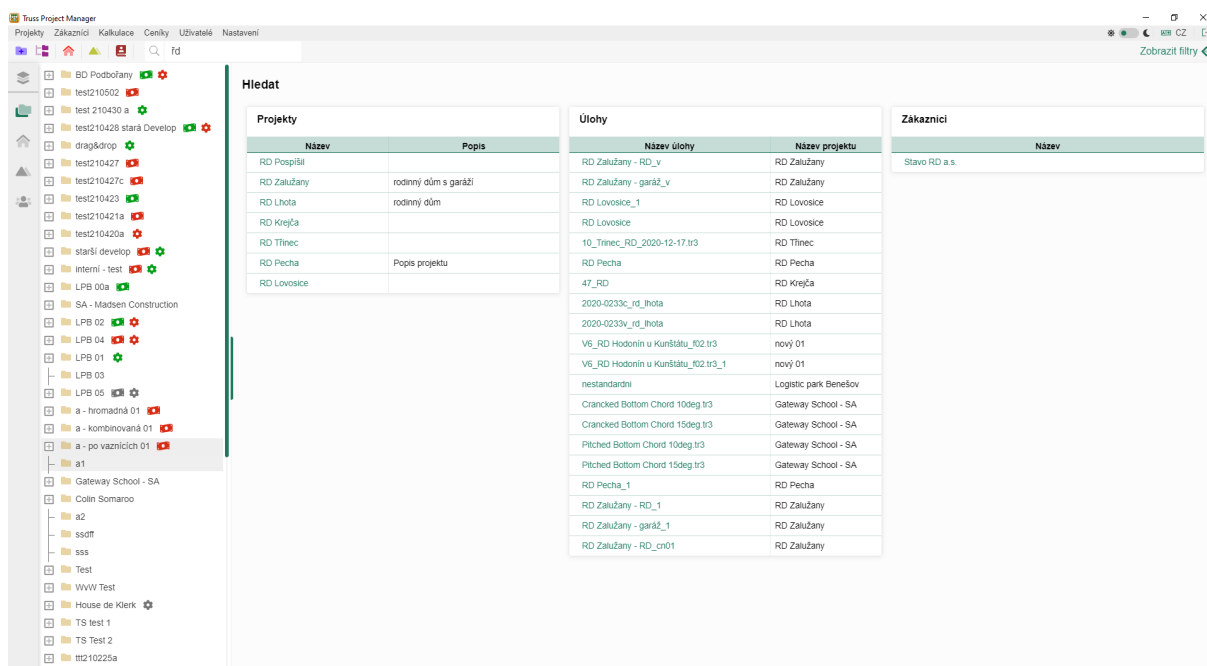 Truss Project Manager
Projekty Zákazníci Kalkulace Ceníky Uživatelé Nastavení
CZ
řd
Zobrazit filtry
BD Podbořany
test210502
test 210430 a
test210428 stará Develop
drag&drop
test210427
test210427c
test210423
test210421a
test210420a
starší develop
interní - test
LPB 00a
SA - Madsen Construction
LPB 02
LPB 04
LPB 01
LPB 03
LPB 05
a - hromadná 01
a - kombinovaná 01
a - po vaznících 01
a1
Gateway School - SA
Colin Somaroo
a2
ssdff
sss
Test
WvW Test
House de Klerk
TS test 1
TS Test 2
ttt210225a
Hledat
Projekty
Název Popis
RD Pospíšil
RD Zalužany rodinný dům s garáží
RD Lhota rodinný dům
RD Krejča
RD Třinec
RD Pecha Popis projektu
RD Lovosice
Úlohy
Název úlohy Název projektu
RD Zalužany - RD_v RD Zalužany
RD Zalužany - garáž_v RD Zalužany
RD Lovosice_1 RD Lovosice
RD Lovosice RD Lovosice
10_Trinec_RD_2020-12-17.tr3 RD Třinec
RD Pecha RD Pecha
47_RD RD Krejča
2020-0233c_rd_lhota RD Lhota
2020-0233v_rd_lhota RD Lhota
V6_RD Hodonín u Kunštátu_f02.tr3 nový 01
V6_RD Hodonín u Kunštátu_f02.tr3_1 nový 01
nestandardni Logistic park Benešov
Crancked Bottom Chord 10deg.tr3 Gateway School - SA
Crancked Bottom Chord 15deg.tr3 Gateway School - SA
Pitched Bottom Chord 10deg.tr3 Gateway School - SA
Pitched Bottom Chord 15deg.tr3 Gateway School - SA
RD Pecha_1 RD Pecha
RD Zalužany - RD_1 RD Zalužany
RD Zalužany - garáž_1 RD Zalužany
RD Zalužany - RD_cn01 RD Zalužany
Zákazníci
Název
Stavo RD a.s.